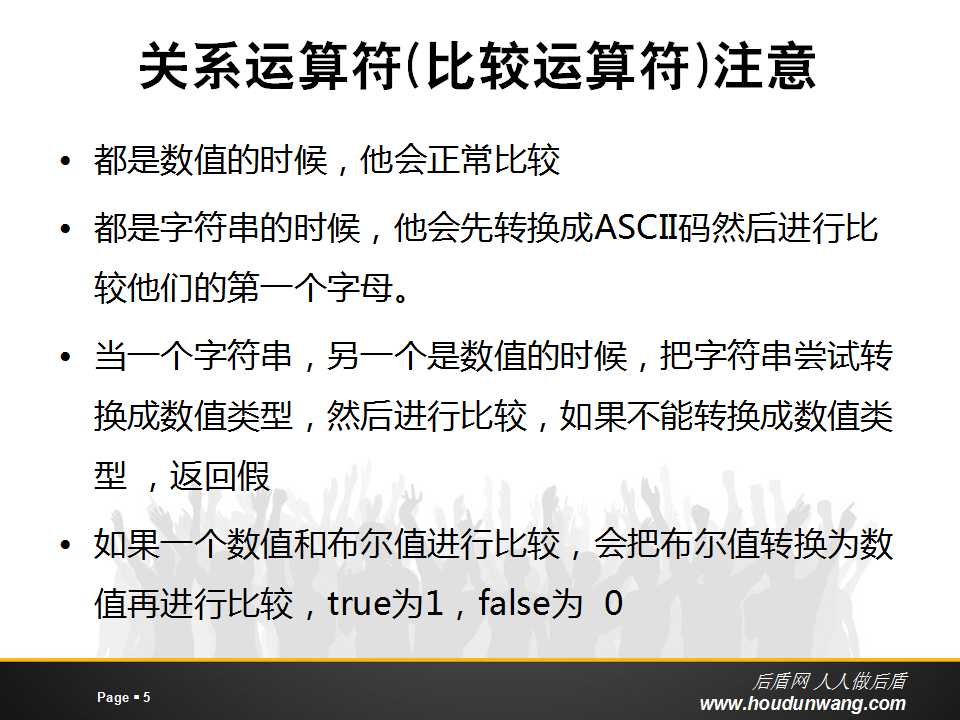 关系运算符(比较运算符)注意
• 都是数值的时候，他会正常比较
• 都是字符串的时候，他会先转换成ASCII码然后进行比
较他们的第一个字母。
• 当一个字符串，另一个是数值的时候，把字符串尝试转
换成数值类型，然后进行比较，如果不能转换成数值类
型 ，返回假
• 如果一个数值和布尔值进行比较，会把布尔值转换为数
值再进行比较，true为1，false为 0
Page ▪ 5
后盾网 人人做后盾
www.houdunwang.com